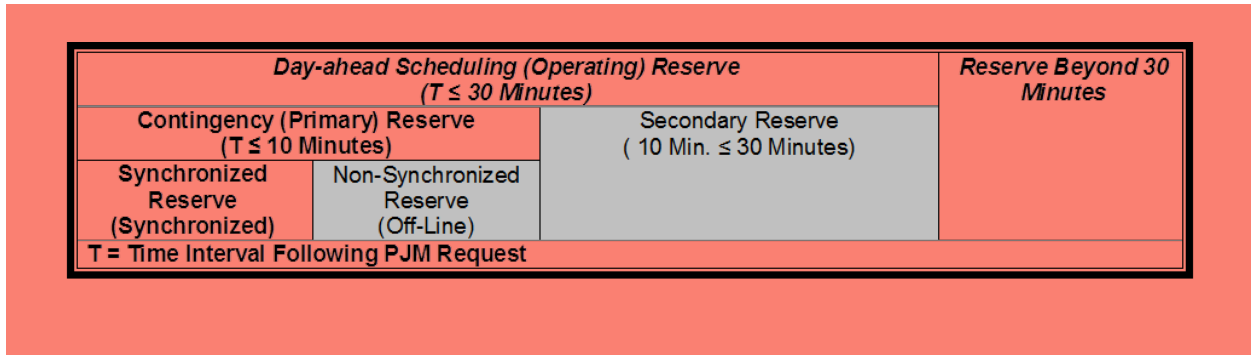 Day-ahead Scheduling (Operating) Reserve
(T ≤ 30 Minutes)
Reserve Beyond 30
Minutes
Contingency (Primary) Reserve
(T ≤ 10 Minutes)
Secondary Reserve
( 10 Min. ≤ 30 Minutes)
Synchronized
Reserve
(Synchronized)
Non-Synchronized
Reserve
(Off-Line)
T = Time Interval Following PJM Request